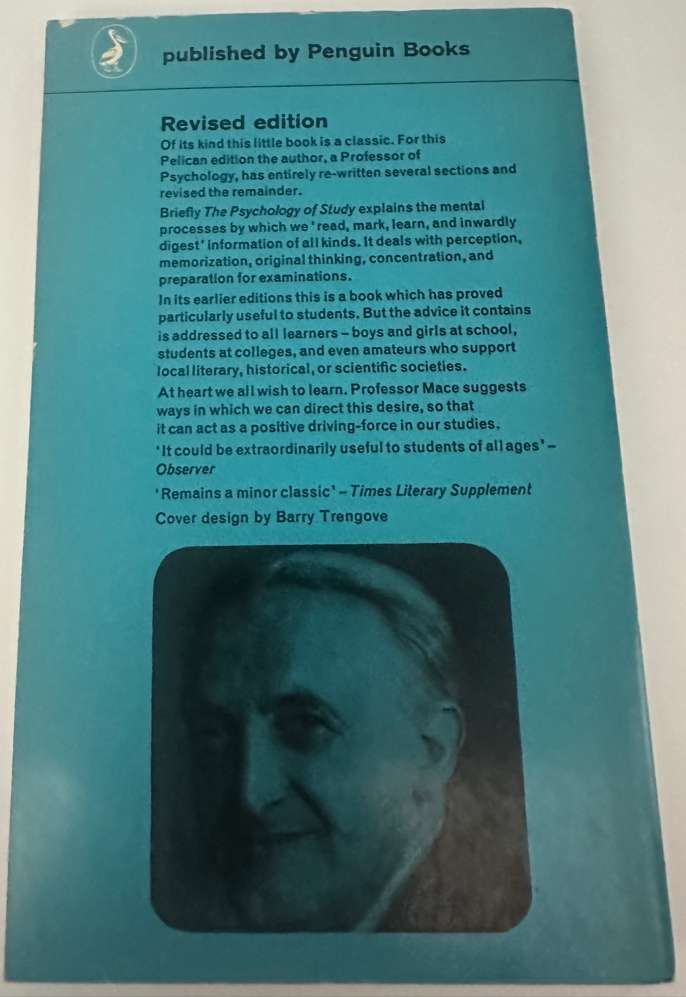 published by Penguin Books
Revised edition
Of its kind this little book is a classic. For this
Pelican edition the author, a Professor of
Psychology, has entirely re-written several sections and
revised the remainder.
Briefly The Psychology of Study explains the mental
processes by which we ‘read, mark, learn, and inwardly
digest’ information of all kinds. It deals with perception,
memorization, original thinking, concentration, and
preparation for examinations.
In its earlier editions this is a book which has proved
particularly useful to students. But the advice it contains
is addressed to all learners – boys and girls at school,
students at colleges, and even amateurs who support
local literary, historical, or scientific societies.
At heart we all wish to learn. Professor Mace suggests
ways in which we can direct this desire, so that
it can act as a positive driving-force in our studies.
‘It could be extraordinarily useful to students of all ages’ –
Observer
‘Remains a minor classic’ – Times Literary Supplement
Cover design by Barry Trengove